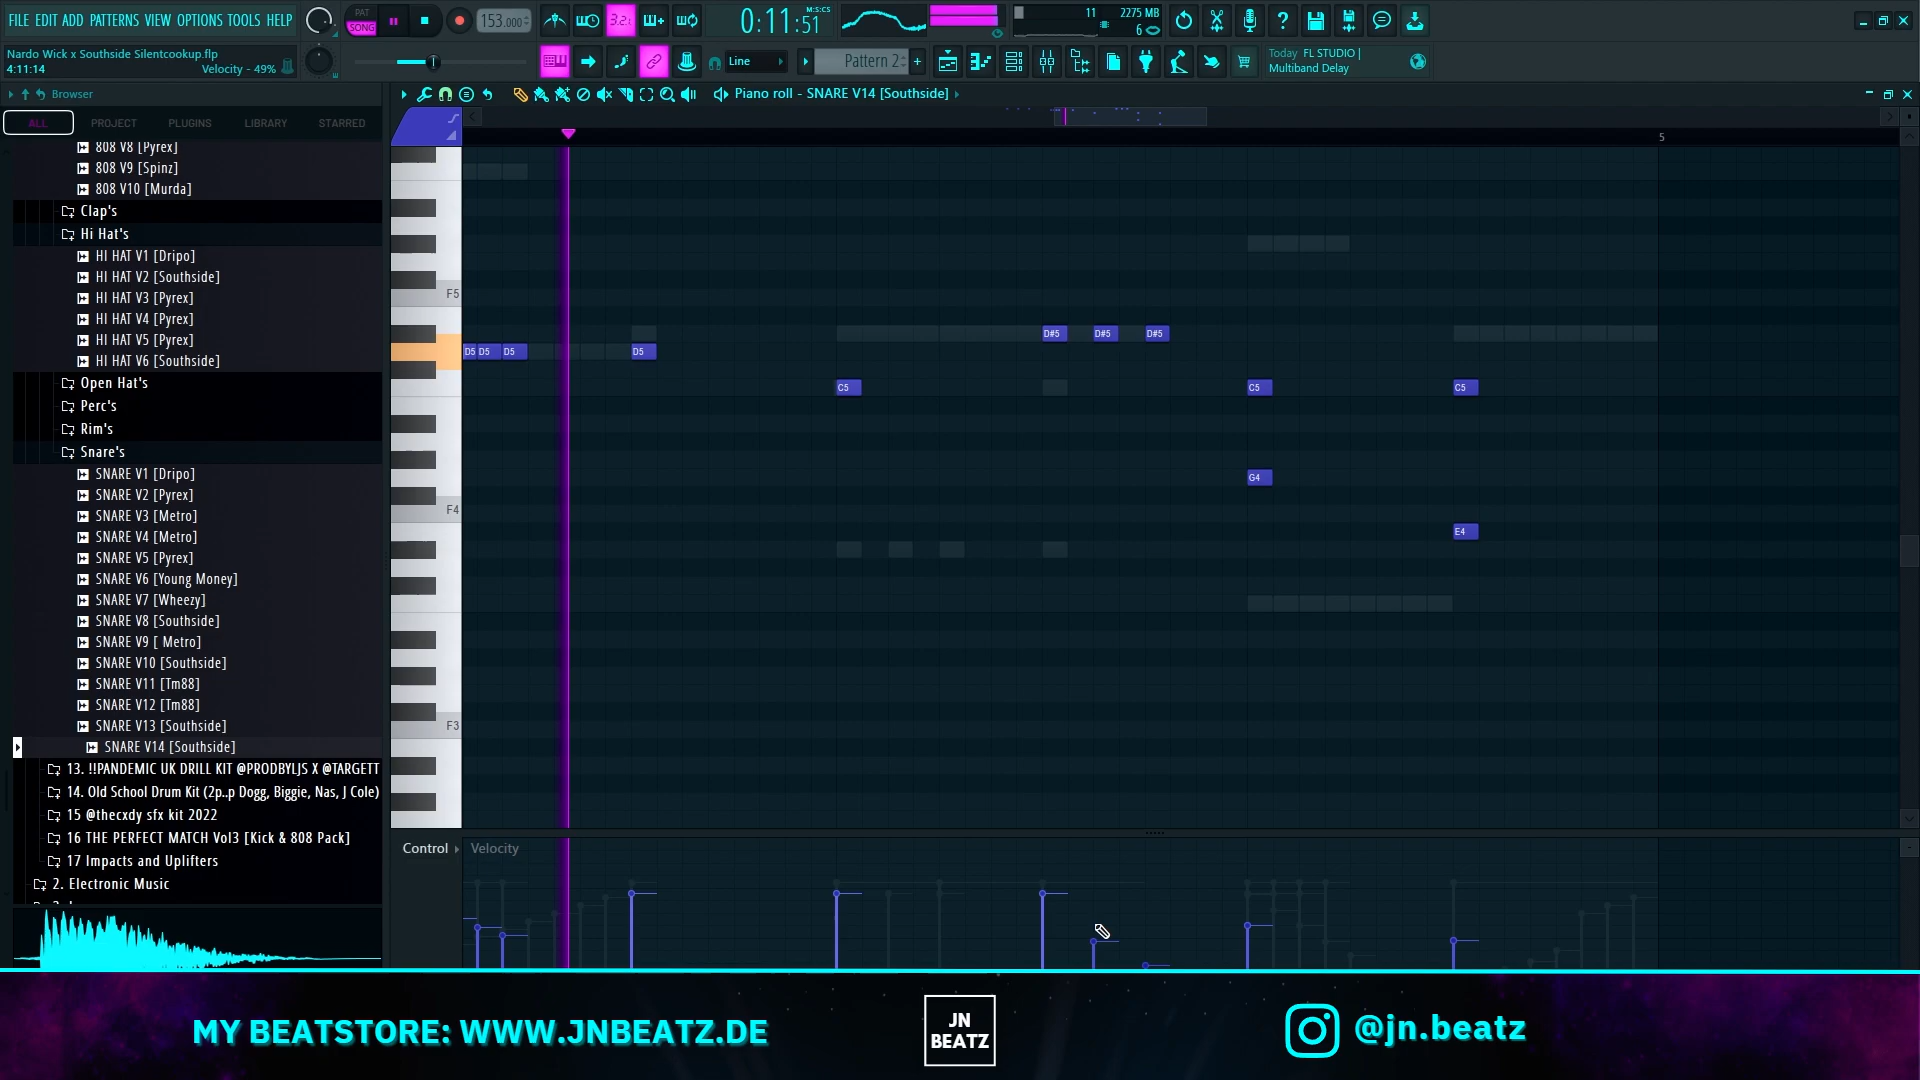 FILE EDIT ADD PATTERNS VIEW OPTIONS TOOLS HELP
PAT
SONG
153.000
3.2.
0:11:51
M:S:CS
11
2275 MB
6
Nardo Wick x Southside Silentcookup.flp
4:11:14
Velocity - 49%
Line
Pattern 2
Today FL STUDIO |
Multiband Delay
Browser
Piano roll - SNARE V14 [Southside]
ALL
PROJECT
PLUGINS
LIBRARY
STARRED
5
808 V8 [Pyrex]
808 V9 [Spinz]
808 V10 [Murda]
Clap's
Hi Hat's
HI HAT V1 [Dripo]
HI HAT V2 [Southside]
HI HAT V3 [Pyrex]
HI HAT V4 [Pyrex]
HI HAT V5 [Pyrex]
HI HAT V6 [Southside]
Open Hat's
Perc's
Rim's
Snare's
SNARE V1 [Dripo]
SNARE V2 [Pyrex]
SNARE V3 [Metro]
SNARE V4 [Metro]
SNARE V5 [Pyrex]
SNARE V6 [Young Money]
SNARE V7 [Wheezy]
SNARE V8 [Southside]
SNARE V9 [ Metro]
SNARE V10 [Southside]
SNARE V11 [Tm88]
SNARE V12 [Tm88]
SNARE V13 [Southside]
SNARE V14 [Southside]
13. !!PANDEMIC UK DRILL KIT @PRODBYLJS X @TARGETT
14. Old School Drum Kit (2p..p Dogg, Biggie, Nas, J Cole)
15 @thecxdy sfx kit 2022
16 THE PERFECT MATCH Vol3 [Kick & 808 Pack]
17 Impacts and Uplifters
2. Electronic Music
F5
D#5 D#5 D#5
D5 D5 D5 D5
C5 C5 C5
G4
F4
E4
F3
Control
Velocity
MY BEATSTORE: WWW.JNBEATZ.DE
JN
BEATZ
@jn.beatz